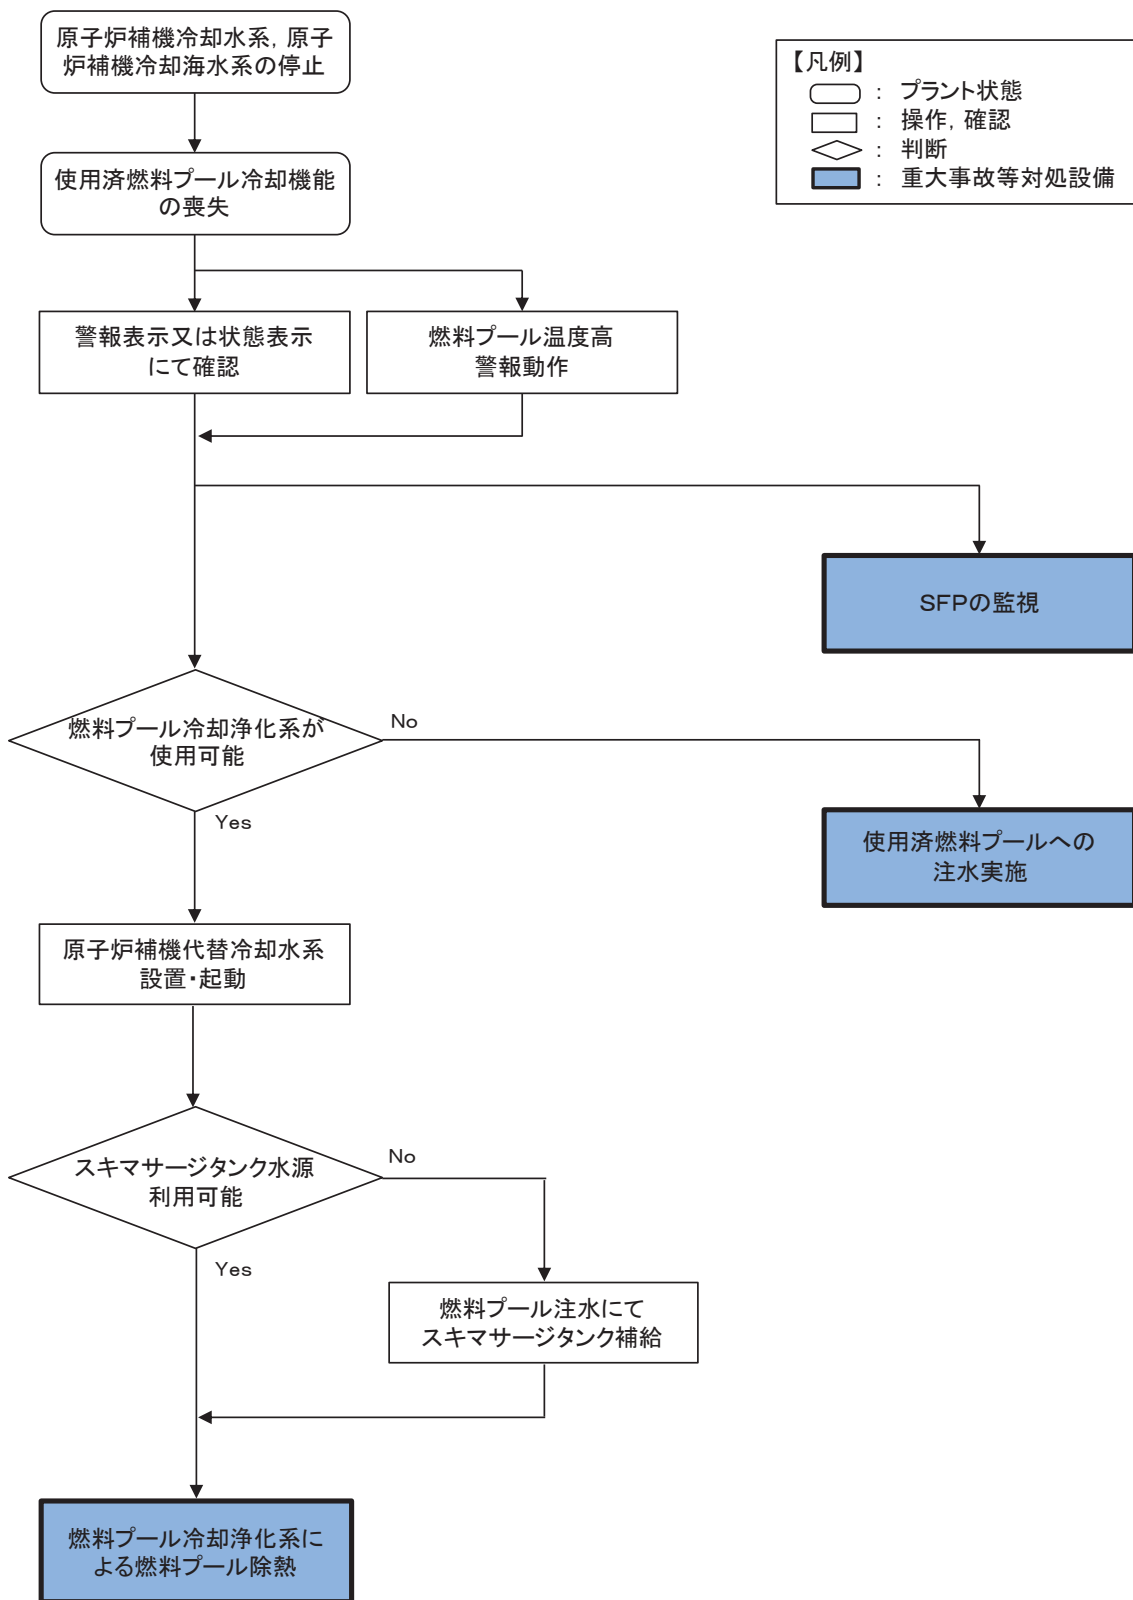 原子炉補機冷却水系，原子
炉補機冷却海水系の停止
【凡例】
： プラント状態
： 操作，確認
： 判断
： 重大事故等対処設備
使用済燃料プール冷却機能
の喪失
警報表示又は状態表示
にて確認
燃料プール温度高
警報動作
SFPの監視
燃料プール冷却浄化系が
使用可能
No
Yes
使用済燃料プールへの
注水実施
原子炉補機代替冷却水系
設置・起動
スキマサージタンク水源
利用可能
No
Yes
燃料プール注水にて
スキマサージタンク補給
燃料プール冷却浄化系に
よる燃料プール除熱